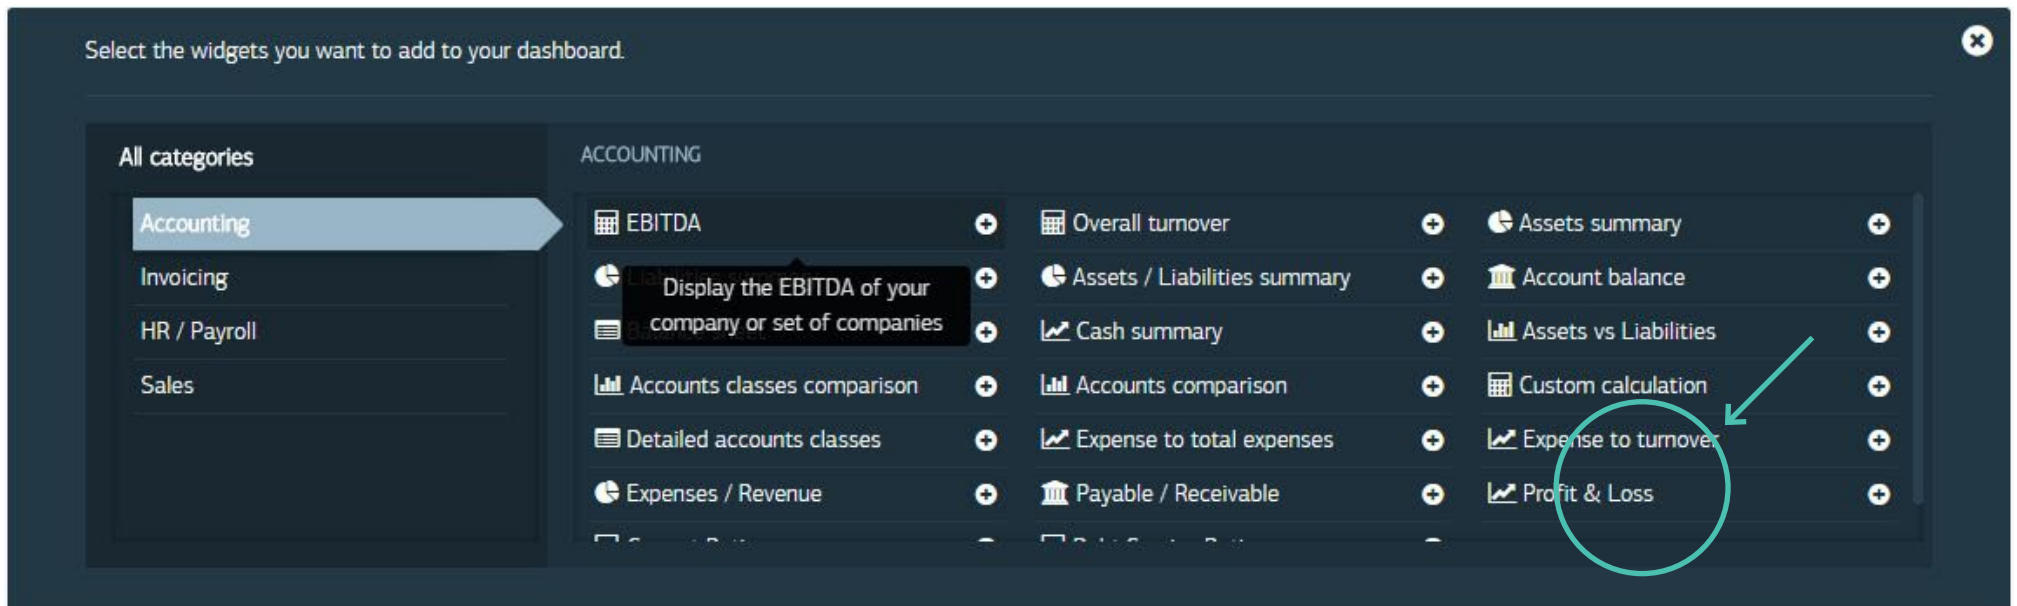 Select the widgets you want to add to your dashboard.
All categories
ACCOUNTING
Accounting
EBITDA
Overall turnover
Assets summary
Invoicing
Display the EBITDA of your
company or set of companies
Assets / Liabilities summary
Account balance
HR / Payroll
Cash summary
Assets vs Liabilities
Sales
Accounts classes comparison
Accounts comparison
Custom calculation
Detailed accounts classes
Expense to total expenses
Expense to turnover
Expenses / Revenue
Payable / Receivable
Profit & Loss